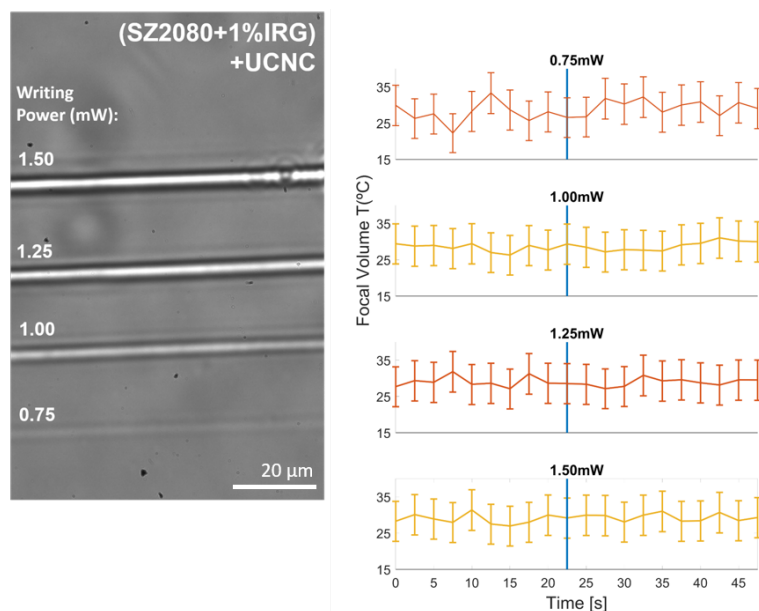 (SZ2080+1%IRG)
+UCNC
Writing
Power (mW):
1.50
1.25
1.00
0.75
20 µm
Focal Volume T(ºC)
0.75mW
35
25
15
1.00mW
35
25
15
1.25mW
35
25
15
1.50mW
35
25
15
0 5 10 15 20 25 30 35 40 45
Time [s]